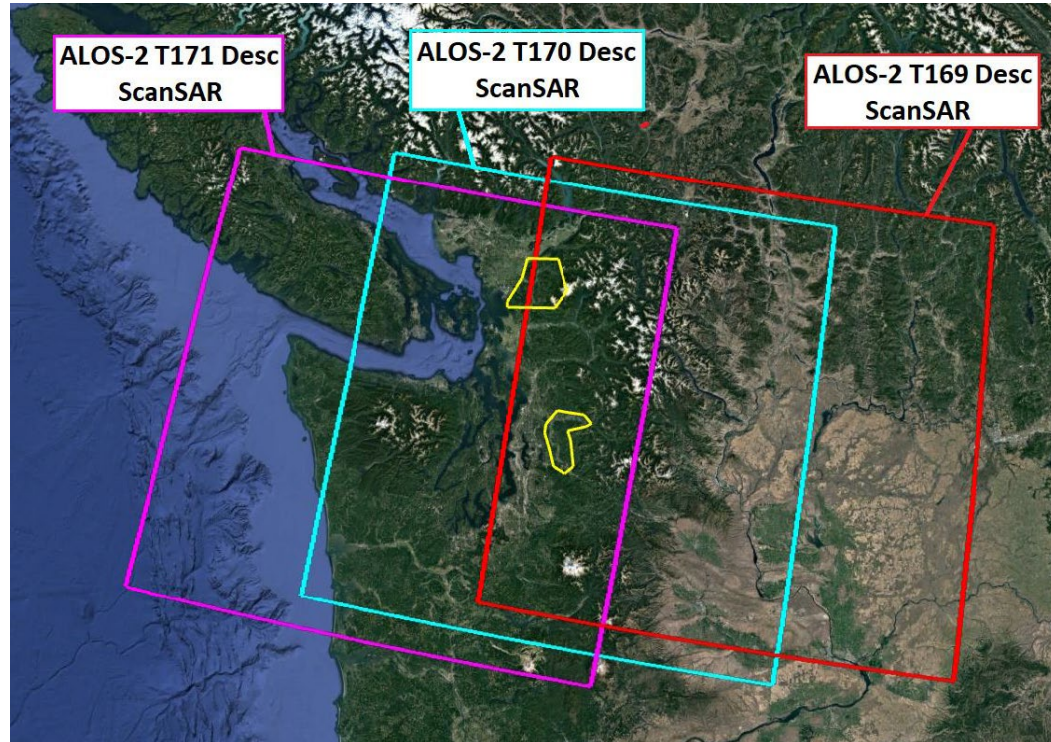 ALOS-2 T171 Desc
ScanSAR
ALOS-2 T170 Desc
ScanSAR
ALOS-2 T169 Desc
ScanSAR